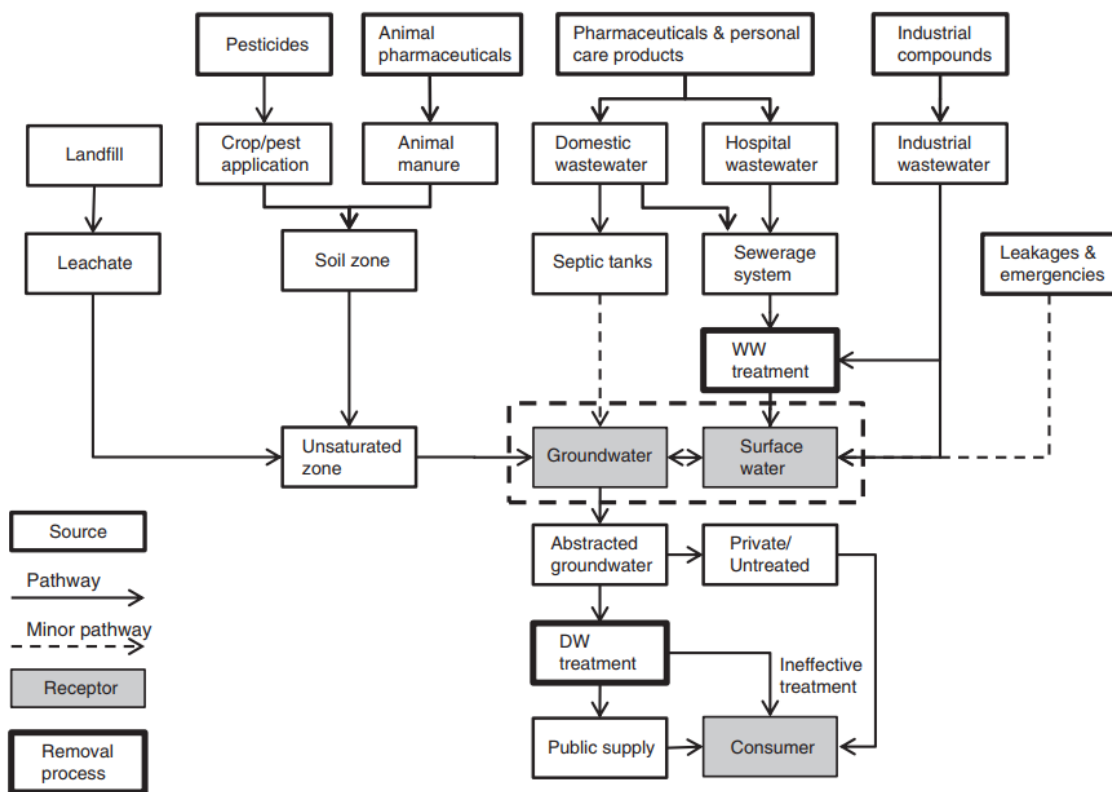 Pesticides
Animal
pharmaceuticals
Pharmaceuticals & personal
care products
Industrial
compounds
Landfill
Crop/pest
application
Animal
manure
Domestic
wastewater
Hospital
wastewater
Industrial
wastewater
Leachate
Soil zone
Septic tanks
Sewerage
system
Leakages &
emergencies
WW
treatment
Unsaturated
zone
Groundwater
Surface
water
Source
Abstracted
groundwater
Private/
Untreated
Pathway
Minor pathway
DW
treatment
Ineffective
treatment
Receptor
Removal
process
Public supply
Consumer